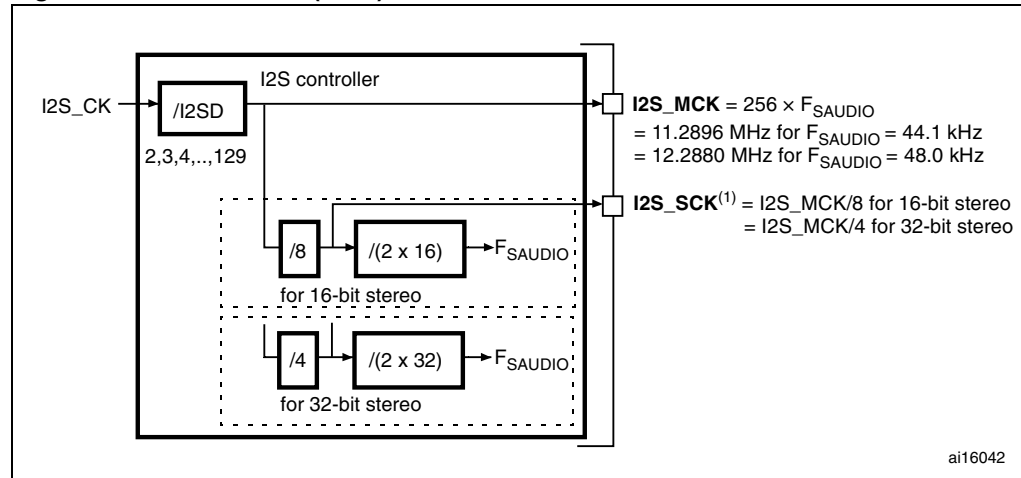 I2S controller
I2S_CK
/I2SD
2,3,4,..,129
I2S_MCK = 256 × FSAUDIO
= 11.2896 MHz for FSAUDIO = 44.1 kHz
= 12.2880 MHz for FSAUDIO = 48.0 kHz
I2S_SCK(1) = I2S_MCK/8 for 16-bit stereo
= I2S_MCK/4 for 32-bit stereo
/8
/(2 x 16)
FSAUDIO
for 16-bit stereo
/4
/(2 x 32)
FSAUDIO
for 32-bit stereo
ai16042